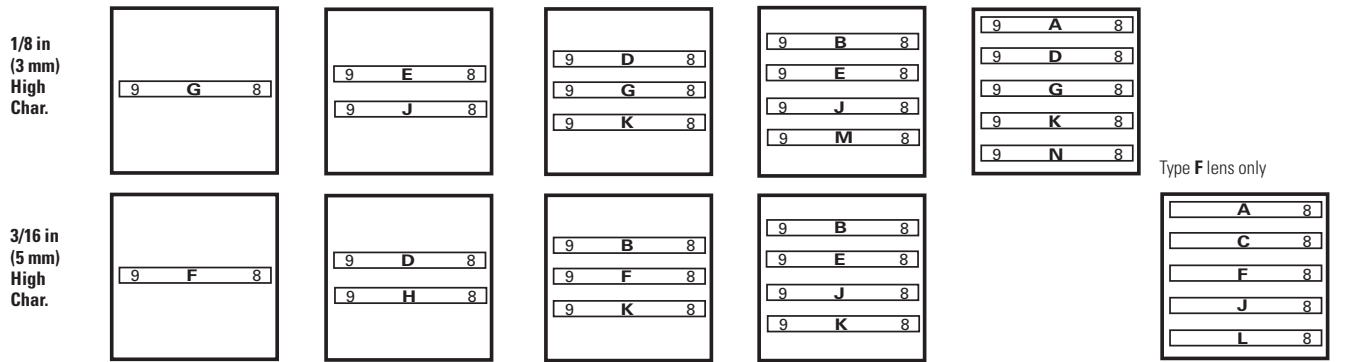 1/8 in
(3 mm)
High
Char.
9 G 8
9 E 8
9 J 8
9 D 8
9 G 8
9 K 8
9 B 8
9 E 8
9 J 8
9 M 8
9 A 8
9 D 8
9 G 8
9 K 8
9 N 8
Type F lens only
3/16 in
(5 mm)
High
Char.
9 F 8
9 D 8
9 H 8
9 B 8
9 F 8
9 K 8
9 B 8
9 E 8
9 J 8
9 K 8
A 8
C 8
F 8
J 8
L 8